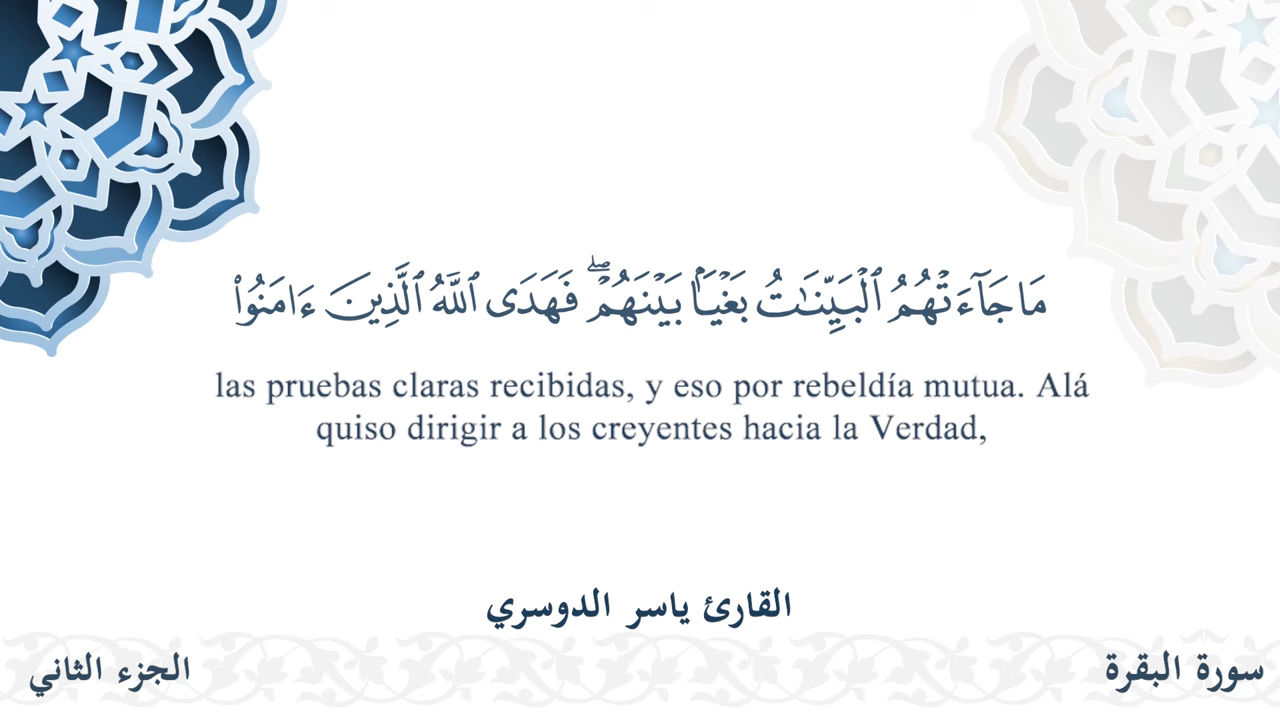 مَا جَآءَتْهُمُ ٱلْبَيِّنَٰتُ بَغْيًۢا بَيْنَهُمْ ۖ فَهَدَى ٱللَّهُ ٱلَّذِينَ ءَامَنُوا۟
las pruebas claras recibidas, y eso por rebeldía mutua. Alá
quiso dirigir a los creyentes hacia la Verdad,
القارئ ياسر الدوسري
سورة البقرة
الجزء الثاني